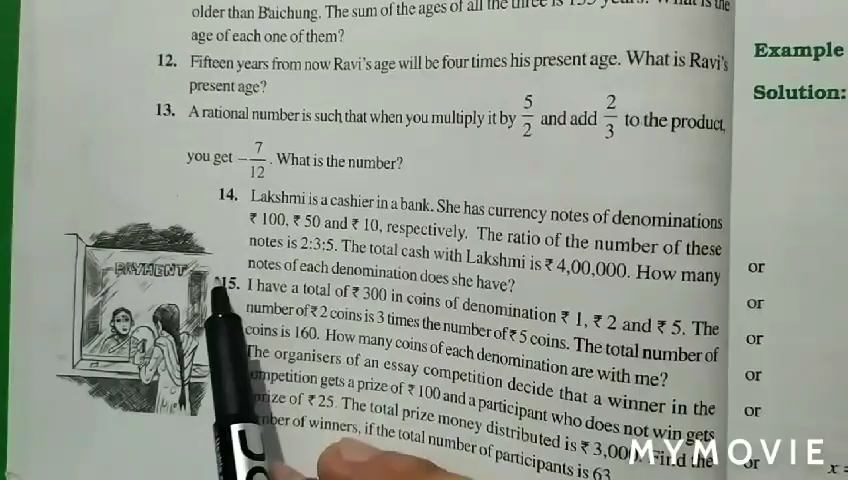 older than Baichung. The sum of the ages of all the three is 135 years. What is the
age of each one of them?
12. Fifteen years from now Ravi's age will be four times his present age. What is Ravi's
present age?
13. A rational number is such that when you multiply it by 5/2 and add 2/3 to the product,
you get -7/12. What is the number?
14. Lakshmi is a cashier in a bank. She has currency notes of denominations
₹ 100, ₹ 50 and ₹ 10, respectively. The ratio of the number of these
notes is 2:3:5. The total cash with Lakshmi is ₹ 4,00,000. How many
notes of each denomination does she have?
PAYMENT
15. I have a total of ₹ 300 in coins of denomination ₹ 1, ₹ 2 and ₹ 5. The
number of ₹ 2 coins is 3 times the number of ₹ 5 coins. The total number of
coins is 160. How many coins of each denomination are with me?
The organisers of an essay competition decide that a winner in the
competition gets a prize of ₹ 100 and a participant who does not win gets
prize of ₹ 25. The total prize money distributed is ₹ 3,000. Find the
of winners, if the total number of participants is 63
Example
Solution:
or
or
or
or
or
or
x =
MYMOVIE